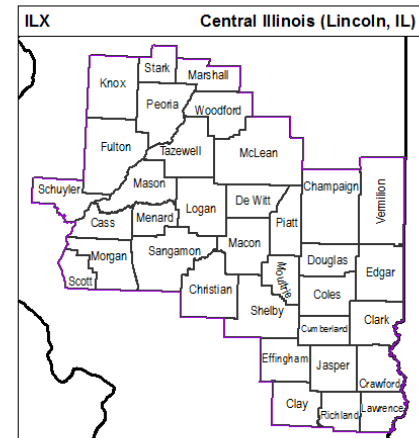 ILX Central Illinois (Lincoln, IL)
Stark
Knox
Marshall
Peoria
Woodford
Fulton
Tazewell
McLean
Schuyler
Mason
Champaign
Vermilion
De Witt
Logan
Cass
Menard
Piatt
Macon
Morgan
Sangamon
Douglas
Edgar
Scott
Christian
Moultrie
Coles
Shelby
Clark
Cumberland
Effingham
Jasper
Crawford
Clay
Richland
Lawrence